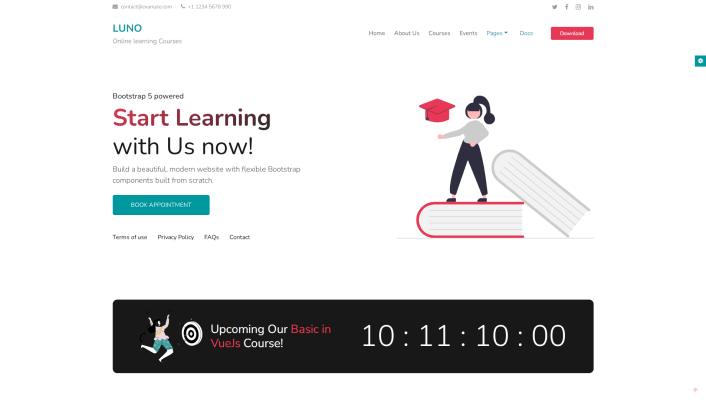 contact@example.com +1 1234 5678 990
LUNO
Online learning Courses
Home About Us Courses Events Pages Docs Download
Bootstrap 5 powered
Start Learning
with Us now!
Build a beautiful, modern website with flexible Bootstrap
components built from scratch.
BOOK APPOINTMENT
Terms of use Privacy Policy FAQs Contact
Upcoming Our Basic in
VueJs Course!
10 : 11 : 10 : 00